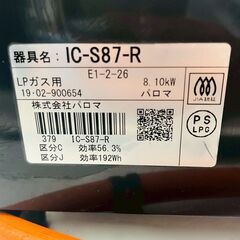 器具名: IC-S87-R
E1-2-26
LPガス用 8.10kW
19·02-900654 パロマ
株式会社パロマ
379 IC-S87-R
区分C 効率56.3%
区分J 効率192Wh
PS
LPG